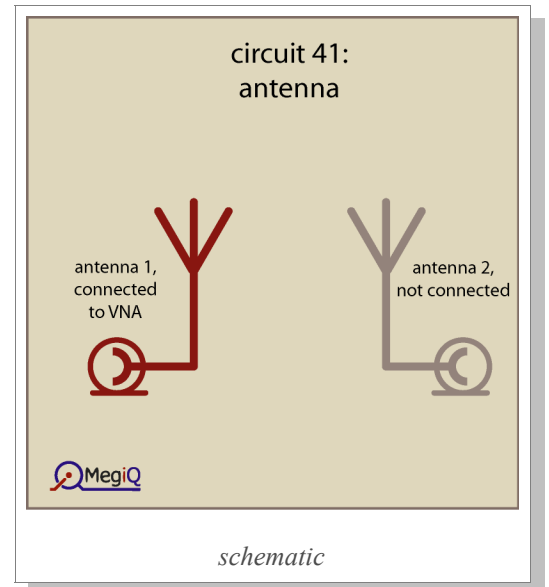 circuit 41:
antenna
antenna 1,
connected
to VNA
antenna 2,
not connected
MegiQ
schematic